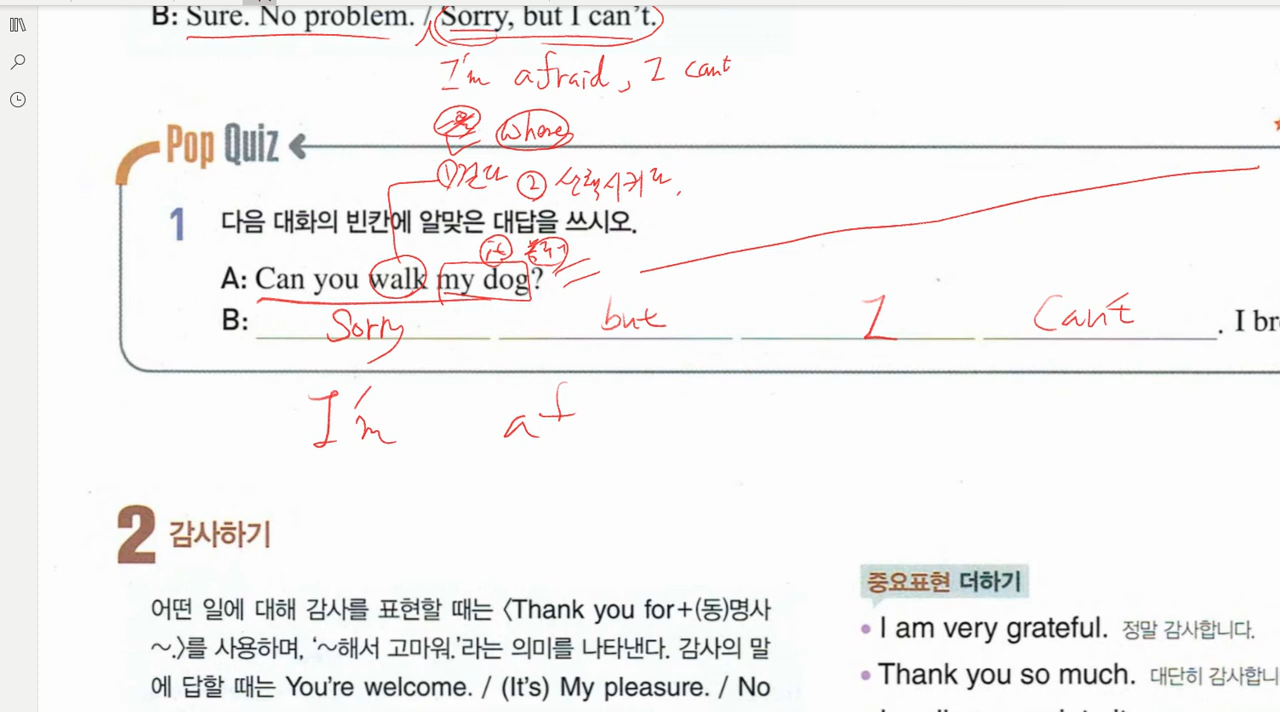 B: Sure. No problem. / Sorry, but I can't.
I'm afraid, I can't
where
Pop Quiz
① 걷다 ② 산책시키다.
1 다음 대화의 빈칸에 알맞은 대답을 쓰시오.
A: Can you walk my dog?
B: Sorry but I can't . I br
I'm af
2 감사하기
중요표현 더하기
어떤 일에 대해 감사를 표현할 때는 〈Thank you for+(동)명사
~.〉를 사용하며, '~해서 고마워.'라는 의미를 나타낸다. 감사의 말
에 답할 때는 You're welcome. / (It's) My pleasure. / No
• I am very grateful. 정말 감사합니다.
• Thank you so much. 대단히 감사합니